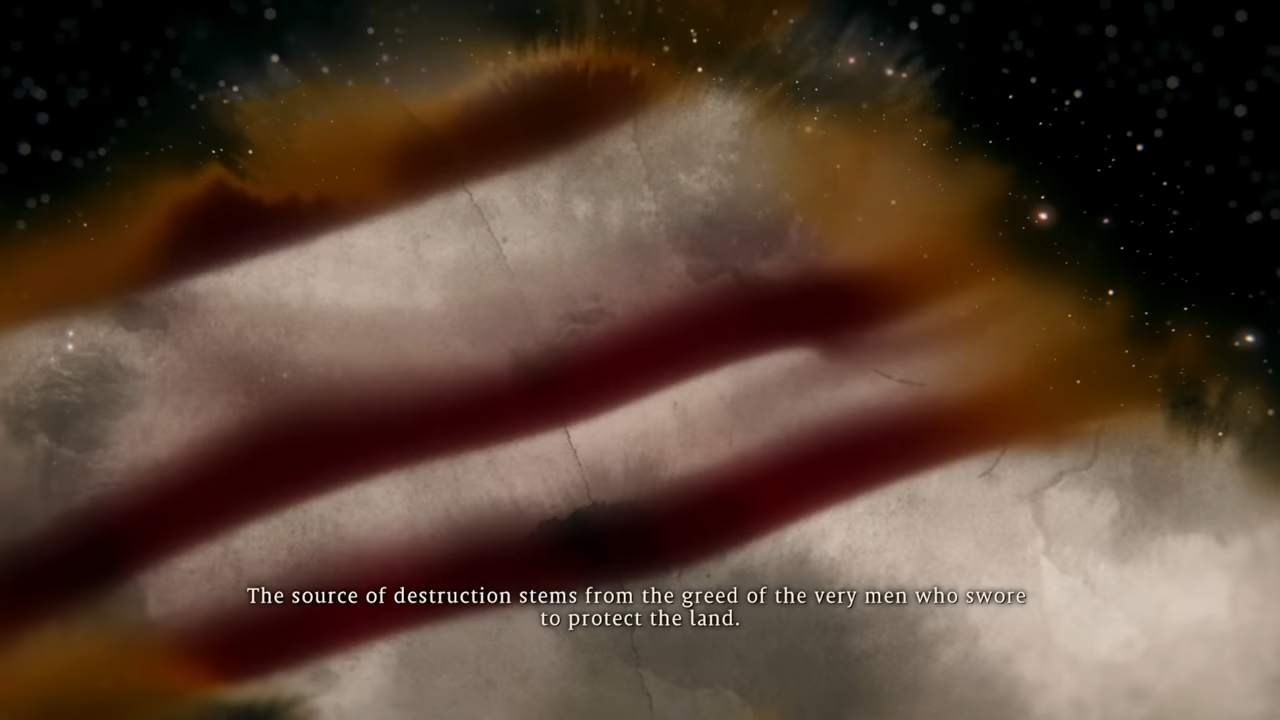 The source of destruction stems from the greed of the very men who swore
to protect the land.